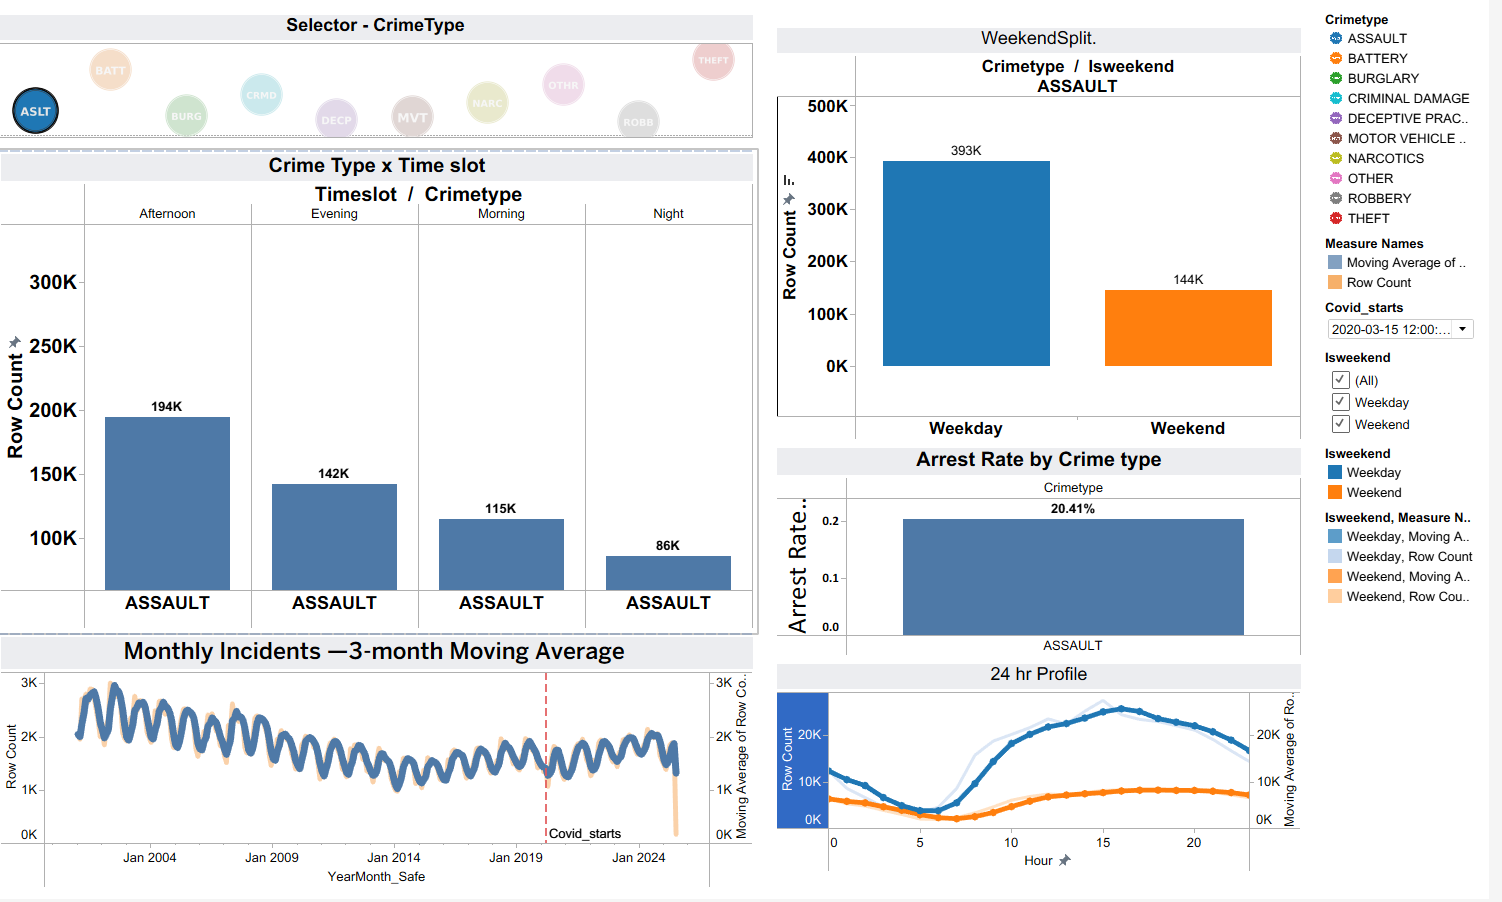 Selector - CrimeType
ASLT
BATT
BURG
CRMD
DECP
MVT
NARC
OTHR
ROBB
THEFT
Crime Type x Time slot
Timeslot / Crimetype
Afternoon Evening Morning Night
Row Count
300K
250K
200K
150K
100K
194K
142K
115K
86K
ASSAULT ASSAULT ASSAULT ASSAULT
Monthly Incidents —3-month Moving Average
Row Count
3K
2K
1K
0K
3K
2K
1K
0K
Moving Average of Row Co..
Covid_starts
Jan 2004 Jan 2009 Jan 2014 Jan 2019 Jan 2024
YearMonth_Safe
WeekendSplit.
Crimetype / Isweekend
ASSAULT
Row Count
500K
400K
300K
200K
100K
0K
393K
144K
Weekday Weekend
Arrest Rate by Crime type
Crimetype
Arrest Rate..
0.2
0.1
0.0
20.41%
ASSAULT
24 hr Profile
Row Count
20K
10K
0K
20K
10K
0K
Moving Average of Ro..
0 5 10 15 20
Hour
Crimetype
ASSAULT
BATTERY
BURGLARY
CRIMINAL DAMAGE
DECEPTIVE PRAC..
MOTOR VEHICLE ..
NARCOTICS
OTHER
ROBBERY
THEFT
Measure Names
Moving Average of ..
Row Count
Covid_starts
2020-03-15 12:00:...
Isweekend
(All)
Weekday
Weekend
Isweekend
Weekday
Weekend
Isweekend, Measure N..
Weekday, Moving A..
Weekday, Row Count
Weekend, Moving A..
Weekend, Row Cou..